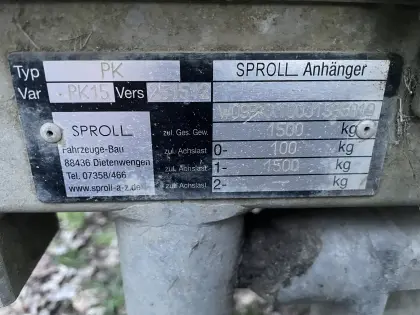 Typ PK SPROLL Anhänger
Var PK15 Vers
zul. Ges. Gew. 1500 kg
zul. Achslast 0- 100 kg
zul. Achslast 1- 1500 kg
zul. Achslast 2- kg
SPROLL
Fahrzeuge-Bau
88436 Dietenwengen
Tel. 07358/466
www.sproll-a-z.de